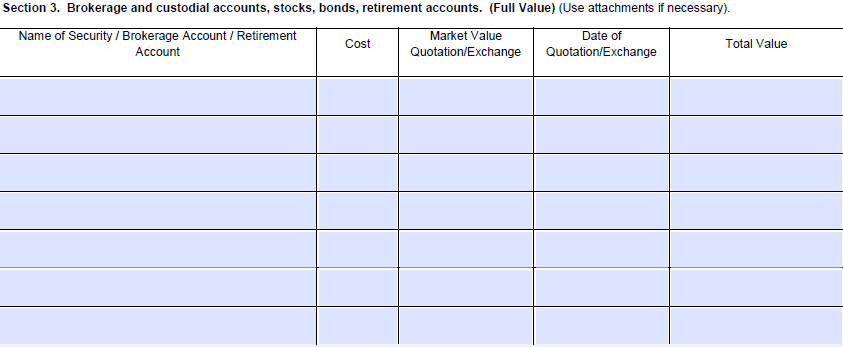 Section 3.  Brokerage and custodial accounts, stocks, bonds, retirement accounts.  (Full Value) (Use attachments if necessary).
Name of Security / Brokerage Account / Retirement
Account
Cost
Market Value
Quotation/Exchange
Date of
Quotation/Exchange
Total Value